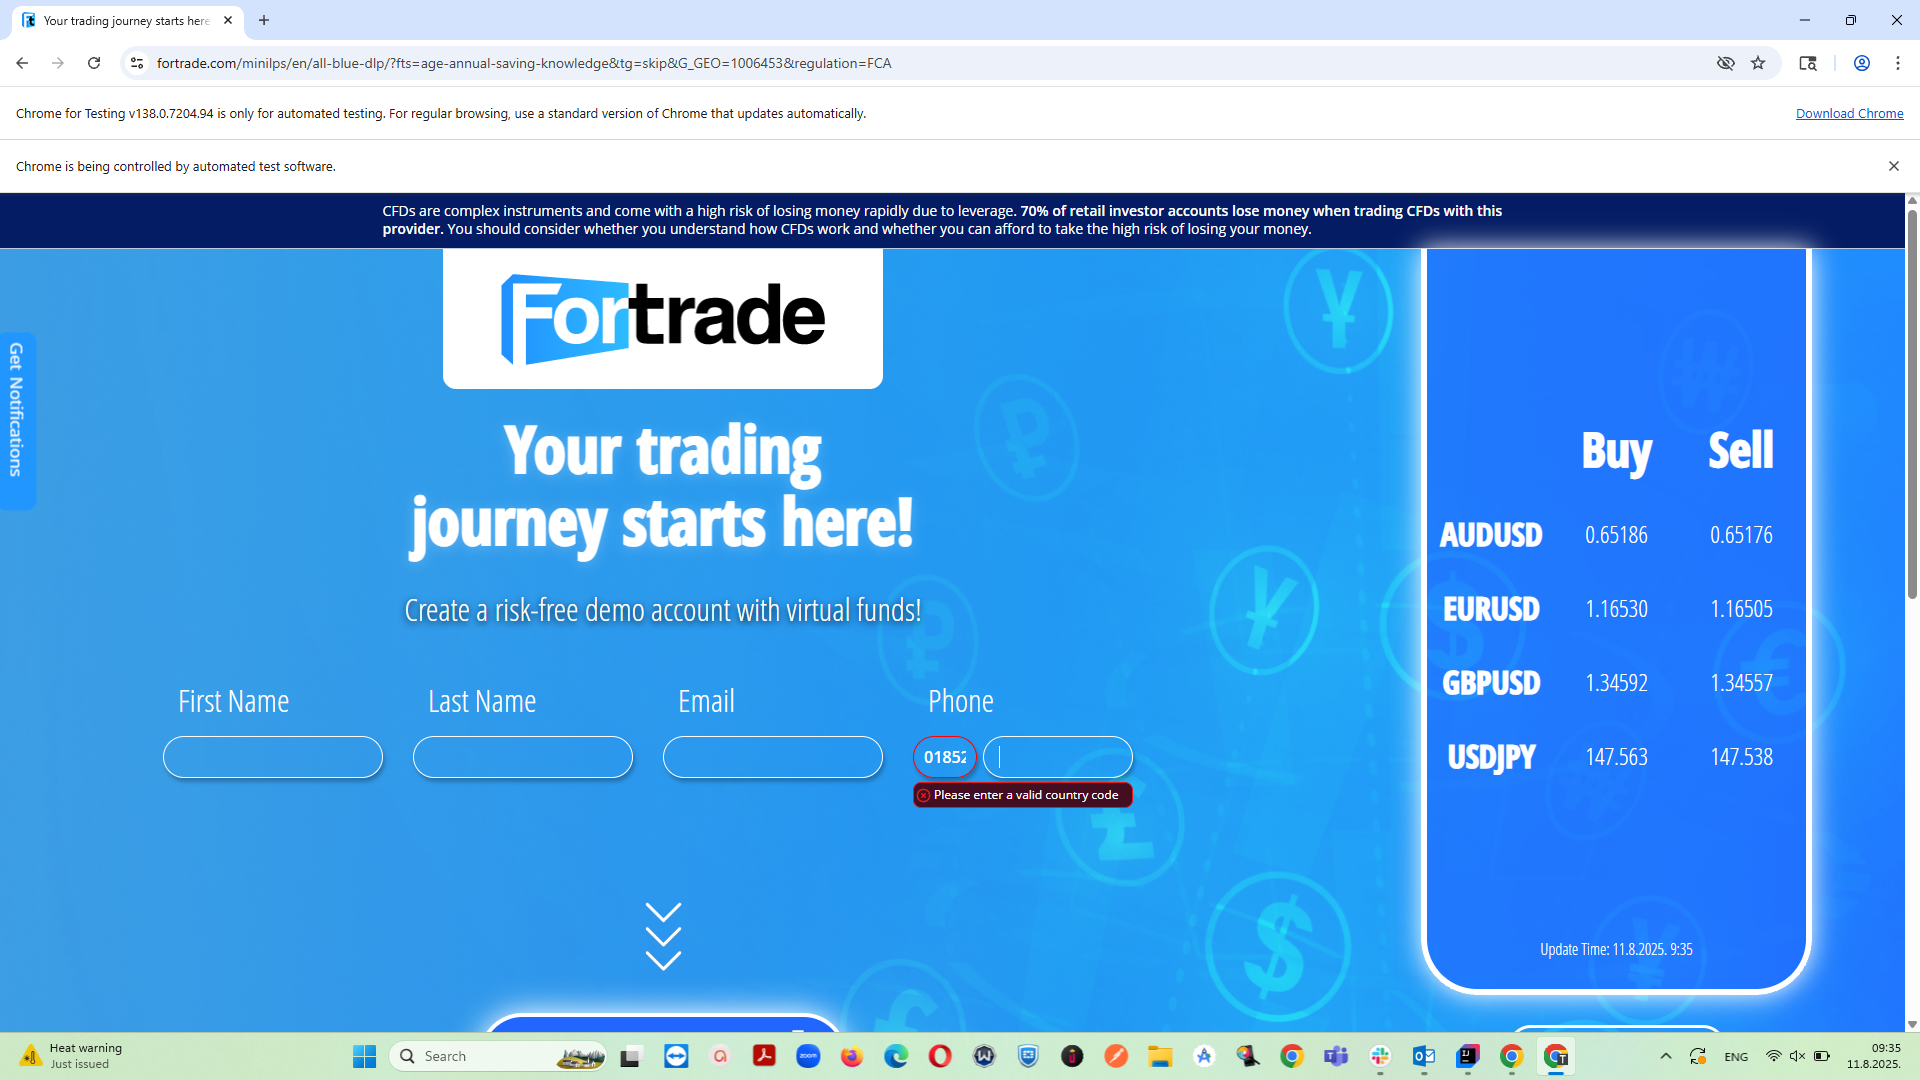 Your trading journey starts here
fortrade.com/minilps/en/all-blue-dlp/?fts=age-annual-saving-knowledge&tg=skip&G_GEO=1006453&regulation=FCA
Chrome for Testing v138.0.7204.94 is only for automated testing. For regular browsing, use a standard version of Chrome that updates automatically.
Download Chrome
Chrome is being controlled by automated test software.
CFDs are complex instruments and come with a high risk of losing money rapidly due to leverage. 70% of retail investor accounts lose money when trading CFDs with this
provider. You should consider whether you understand how CFDs work and whether you can afford to take the high risk of losing your money.
Fortrade
Get Notifications
Your trading
journey starts here!
Create a risk-free demo account with virtual funds!
First Name
Last Name
Email
Phone
01852
Please enter a valid country code
Buy Sell
AUDUSD 0.65186 0.65176
EURUSD 1.16530 1.16505
GBPUSD 1.34592 1.34557
USDJPY 147.563 147.538
Update Time: 11.8.2025. 9:35
Heat warning
Just issued
Search
zoom
ENG
09:35
11.8.2025.